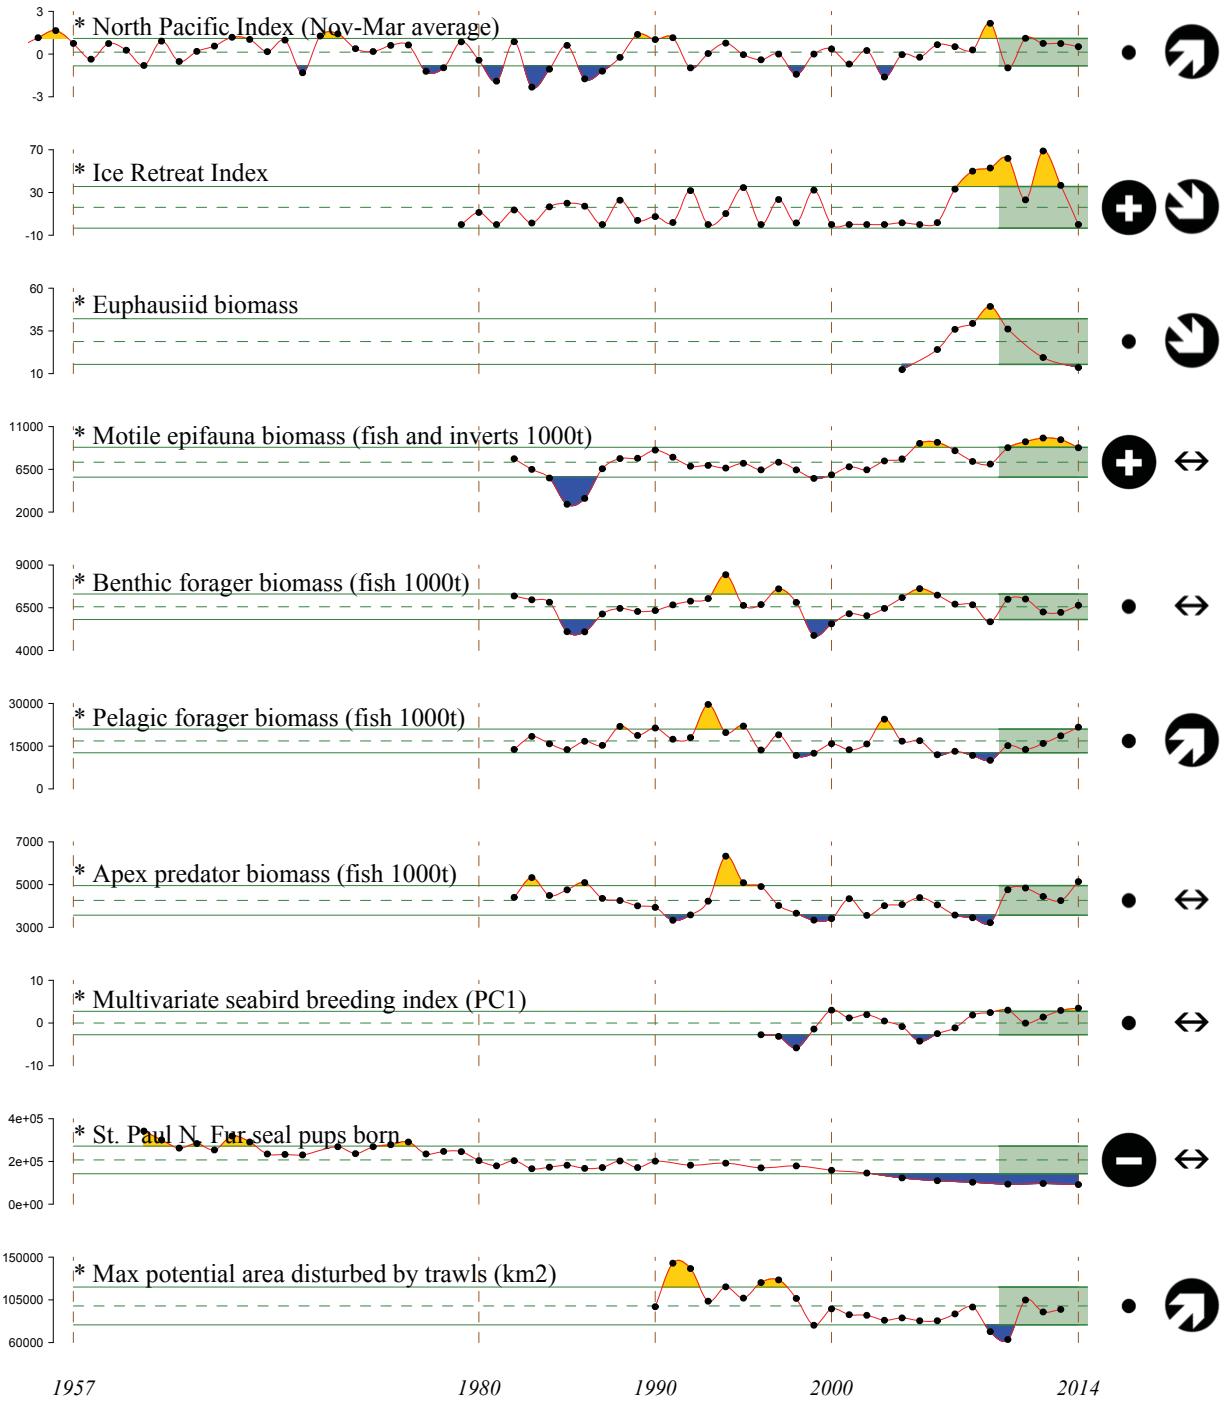 * North Pacific Index (Nov-Mar average)
3
0
-3
* Ice Retreat Index
70
30
-10
* Euphausiid biomass
60
35
10
* Motile epifauna biomass (fish and inverts 1000t)
11000
6500
2000
* Benthic forager biomass (fish 1000t)
9000
6500
4000
* Pelagic forager biomass (fish 1000t)
30000
15000
0
* Apex predator biomass (fish 1000t)
7000
5000
3000
* Multivariate seabird breeding index (PC1)
10
0
-10
* St. Paul N. Fur seal pups born
4e+05
2e+05
0e+00
* Max potential area disturbed by trawls (km2)
150000
105000
60000
1957 1980 1990 2000 2014